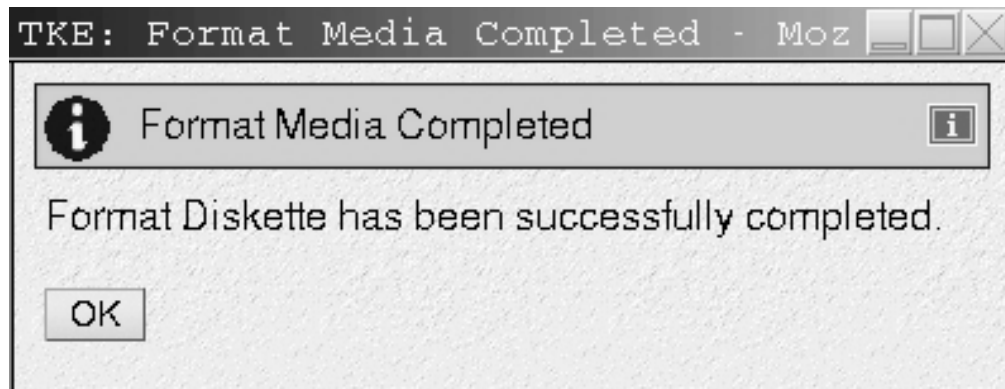 TKE: Format Media Completed - Moz
Format Media Completed
Format Diskette has been successfully completed.
OK